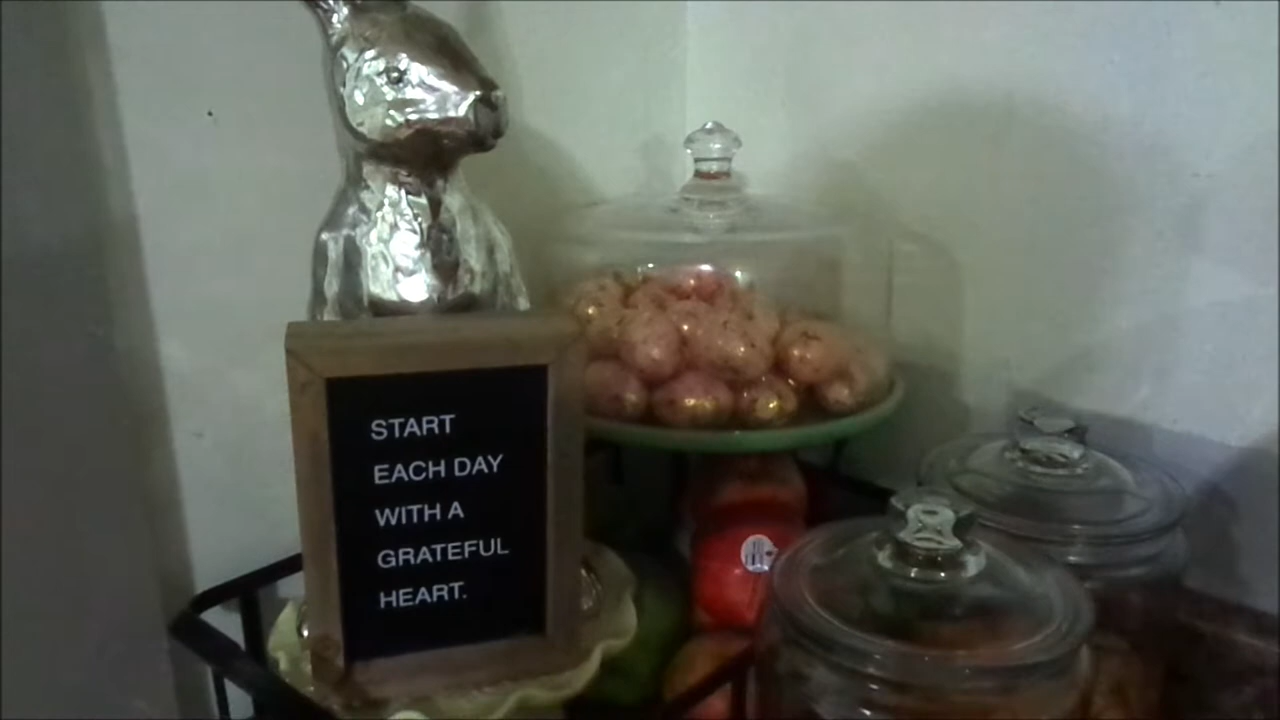 START
EACH DAY
WITH A
GRATEFUL
HEART.